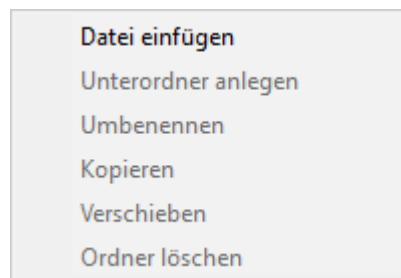 Datei einfügen
Unterordner anlegen
Umbenennen
Kopieren
Verschieben
Ordner löschen